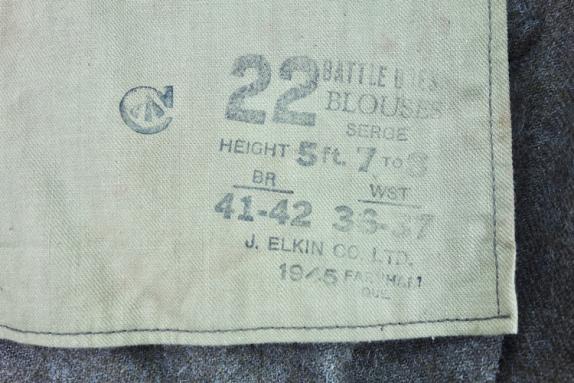 22 BATTLE DRES
BLOUSES
SERGE
HEIGHT 5 ft. 7 TO 8
BR WST
41-42 36-37
J. ELKIN CO. LTD.
1945 FARNHAM
QUE.